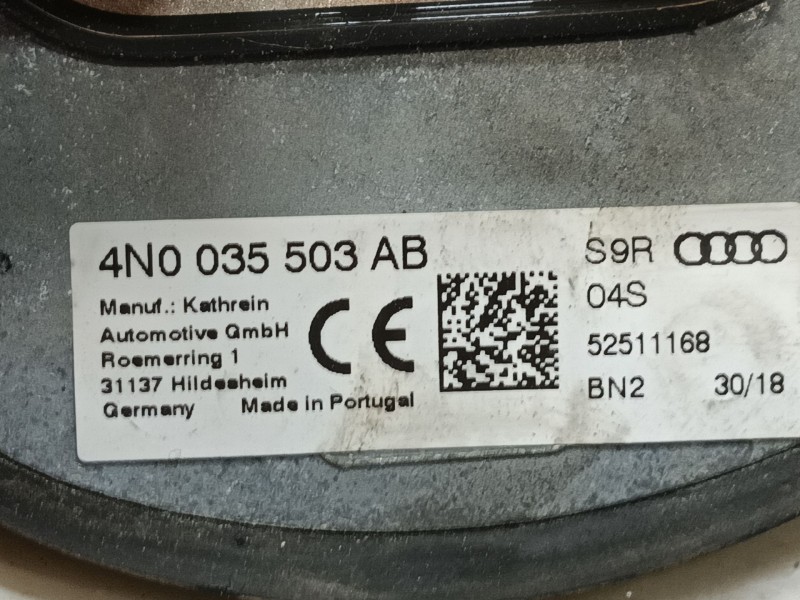 4N0 035 503 AB
Manuf.: Kathrein
Automotive GmbH
Roemerring 1
31137 Hildesheim
Germany Made in Portugal
CE
S9R
04S
52511168
BN2 30/18